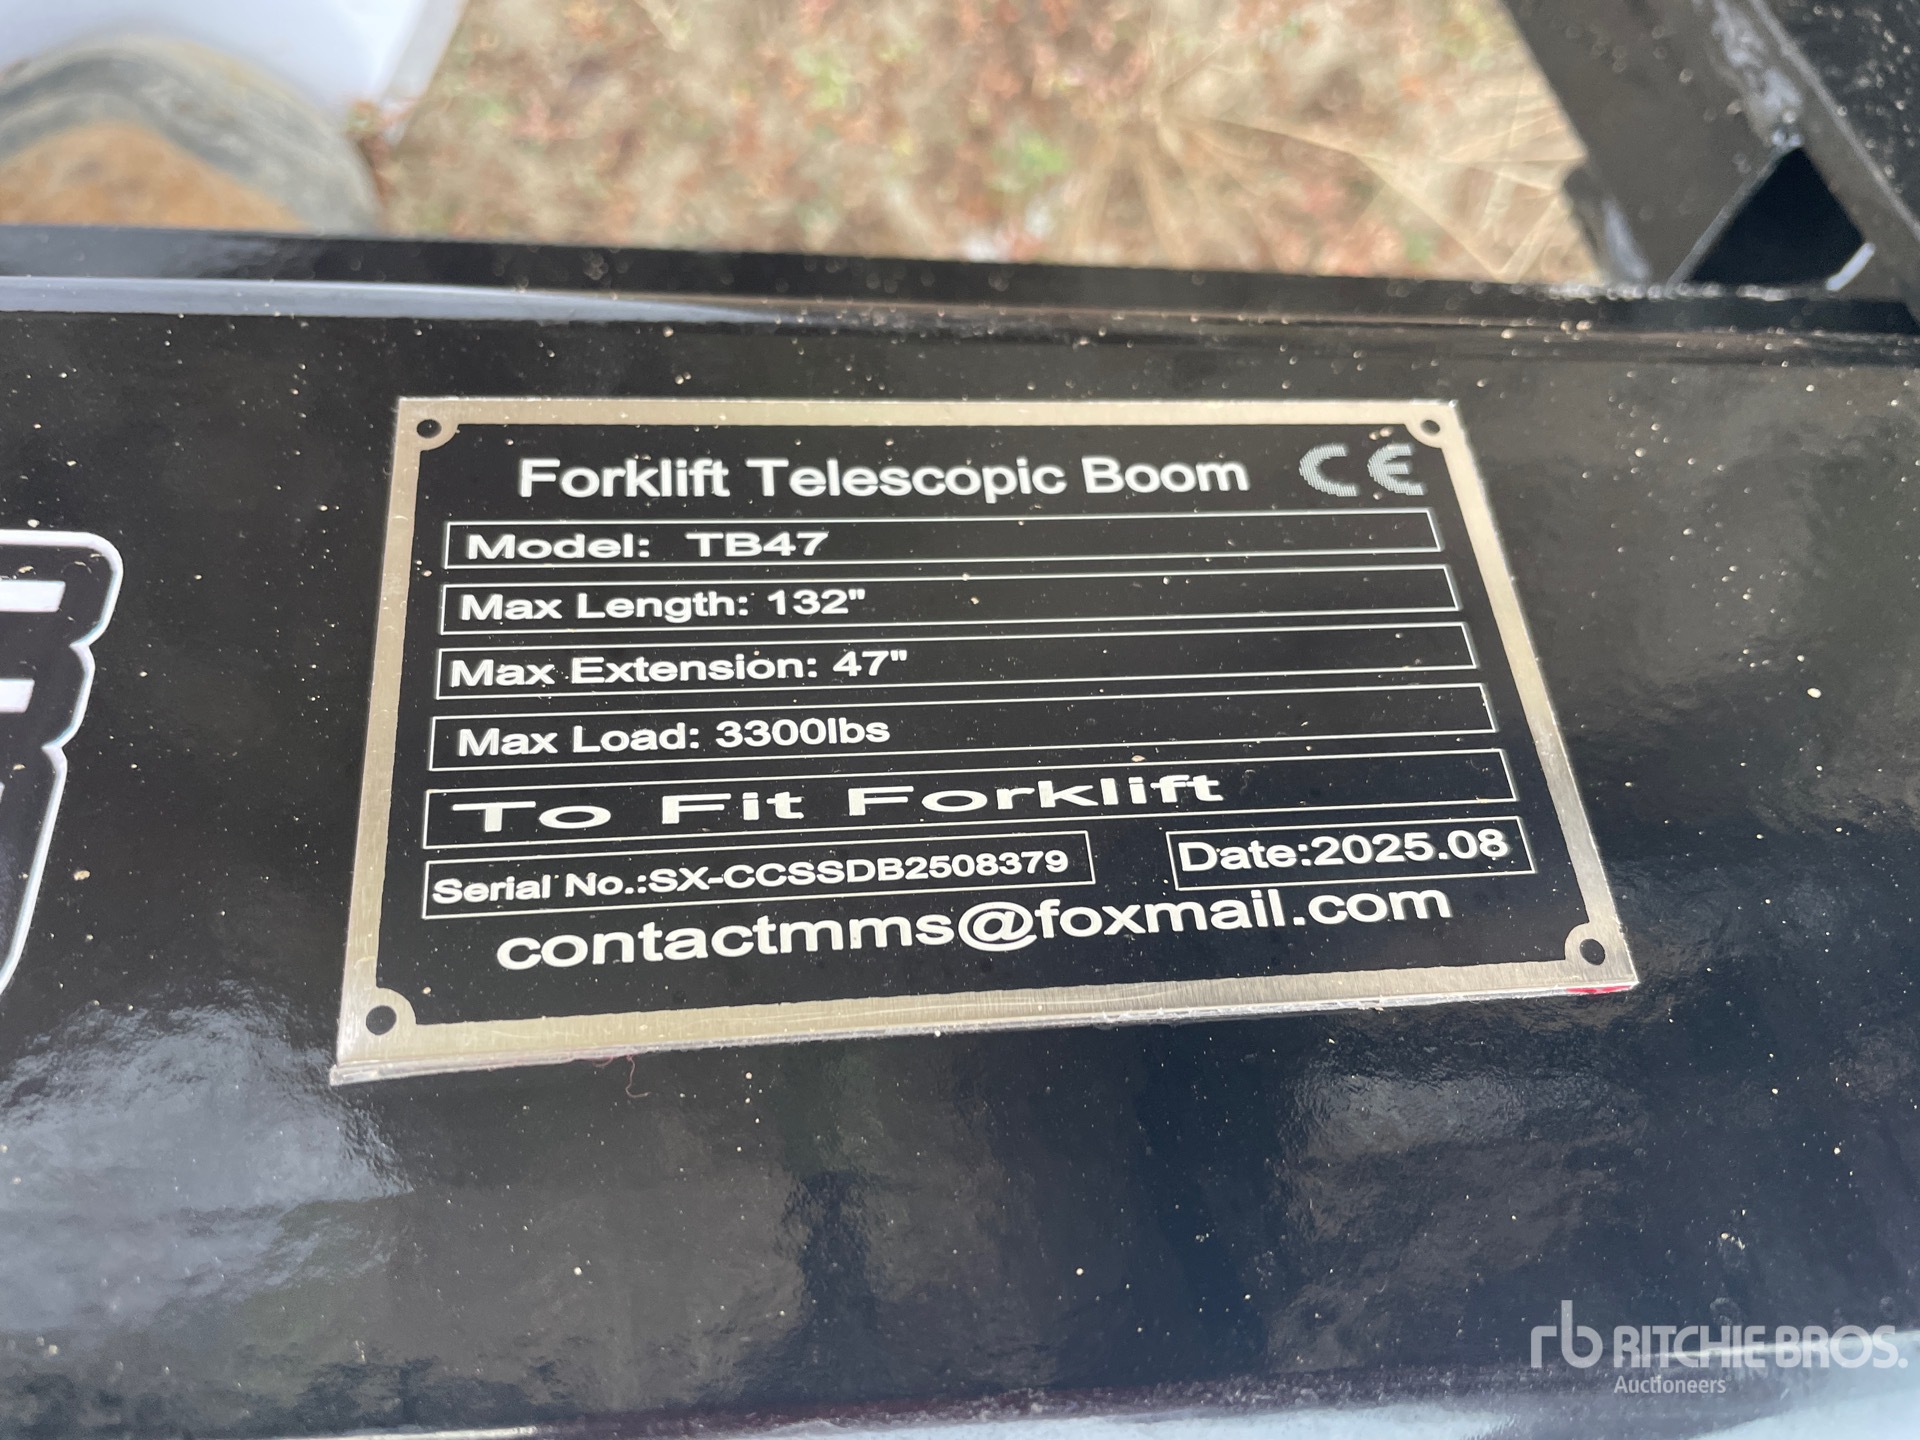 Forklift Telescopic Boom CE
Model: TB47
Max Length: 132"
Max Extension: 47"
Max Load: 3300lbs
To Fit Forklift
Serial No.:SX-CCSSDB2508379 Date:2025.08
contactmms@foxmail.com
rb RITCHIE BROS.
Auctioneers